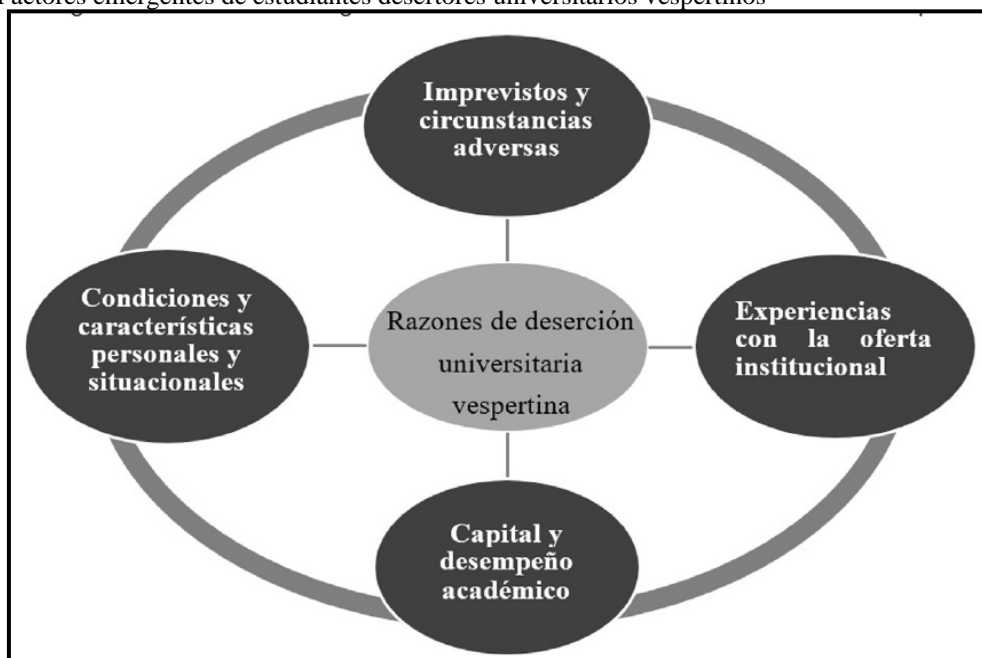 Factores emergentes de estudiantes desertores universitarios vespertinos
Imprevistos y
circunstancias
adversas
Condiciones y
características
personales y
situacionales
Razones de deserción
universitaria
vespertina
Experiencias
con la oferta
institucional
Capital y
desempeño
académico